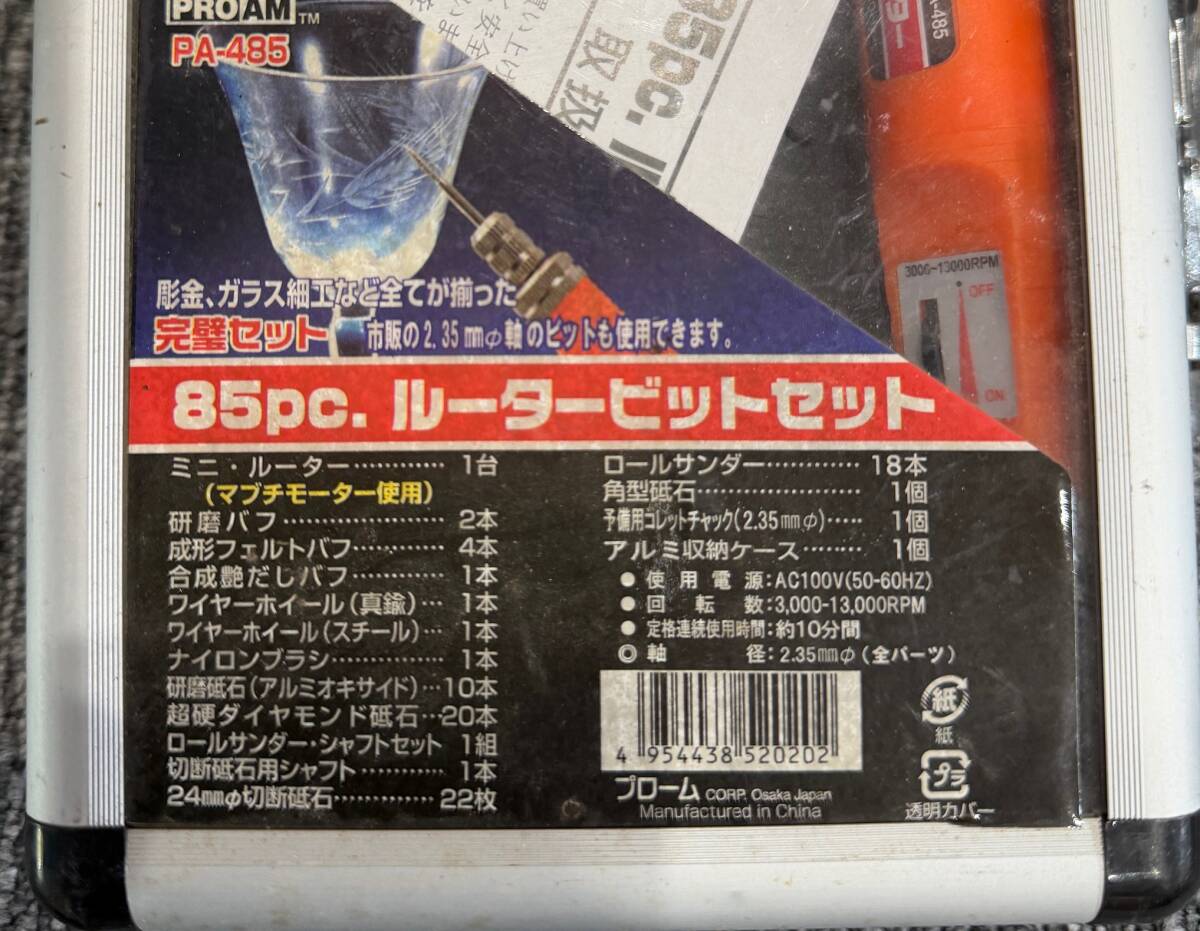 PROAM TM
PA-485
85pc.
取扱
-485
3000-13000RPM
OFF
ON
彫金、ガラス細工など全てが揃った
完璧セット 市販の2.35mmφ軸のビットも使用できます。
85pc. ルータービットセット
ミニ・ルーター………… 1台
(マブチモーター使用)
研磨バフ………………… 2本
成形フェルトバフ………… 4本
合成艶だしバフ………… 1本
ワイヤーホイール(真鍮)… 1本
ワイヤーホイール(スチール)… 1本
ナイロンブラシ…………… 1本
研磨砥石(アルミオキサイド)…10本
超硬ダイヤモンド砥石…20本
ロールサンダー・シャフトセット 1組
切断砥石用シャフト………… 1本
24mmφ切断砥石………… 22枚
ロールサンダー………… 18本
角型砥石………………… 1個
予備用コレットチャック(2.35mmφ)…‥ 1個
アルミ収納ケース……… 1個
● 使用電源:AC100V(50-60HZ)
● 回転数:3,000-13,000RPM
● 定格連続使用時間:約10分間
◎ 軸径:2.35mmφ(全パーツ)
4 954438 520202
プローム CORP. Osaka Japan
Manufactured in China
紙
紙
プラ
透明カバー